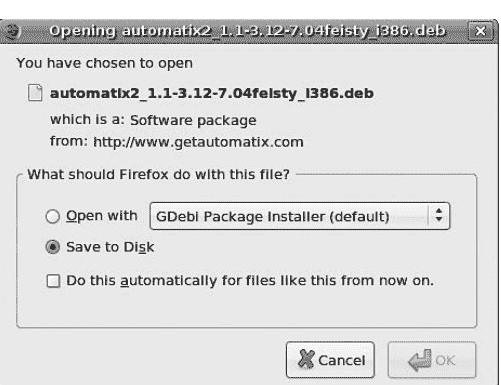 Opening automatix2_1.1-3.12-7.04feisty_i386.deb
You have chosen to open
automatix2_1.1-3.12-7.04feisty_i386.deb
which is a: Software package
from: http://www.getautomatix.com
What should Firefox do with this file?
Open with GDebi Package Installer (default)
Save to Disk
Do this automatically for files like this from now on.
Cancel OK